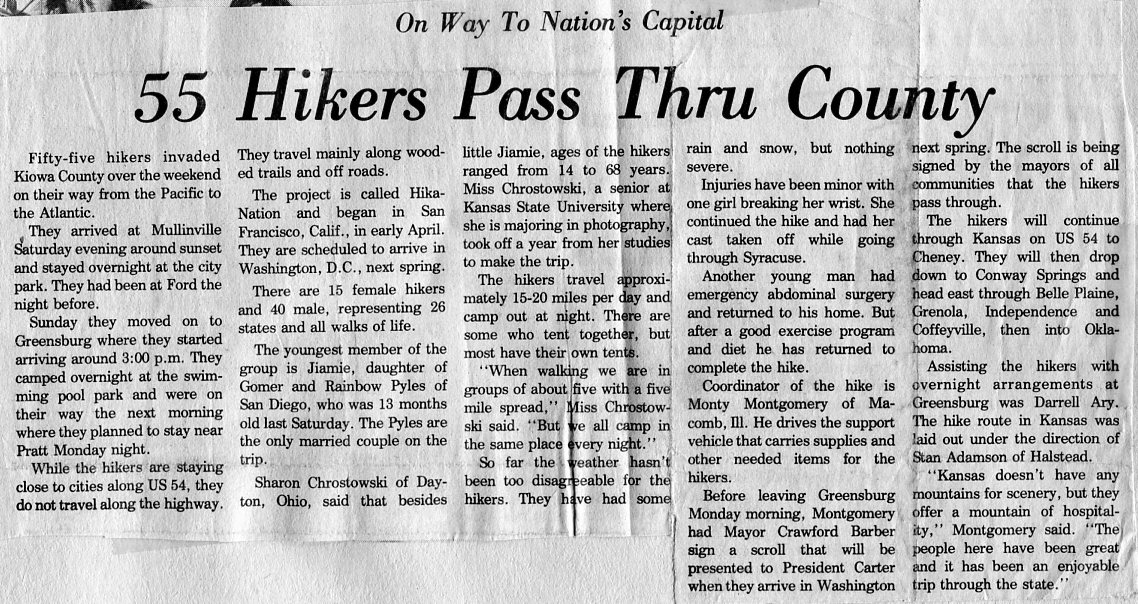 On Way To Nation's Capital
55 Hikers Pass Thru County
Fifty-five hikers invaded
Kiowa County over the weekend
on their way from the Pacific to
the Atlantic.
They arrived at Mullinville
Saturday evening around sunset
and stayed overnight at the city
park. They had been at Ford the
night before.
Sunday they moved on to
Greensburg where they started
arriving around 3:00 p.m. They
camped overnight at the swim-
ming pool park and were on
their way the next morning
where they planned to stay near
Pratt Monday night.
While the hikers are staying
close to cities along US 54, they
do not travel along the highway.
They travel mainly along wood-
ed trails and off roads.
The project is called Hika-
Nation and began in San
Francisco, Calif., in early April.
They are scheduled to arrive in
Washington, D.C., next spring.
There are 15 female hikers
and 40 male, representing 26
states and all walks of life.
The youngest member of the
group is Jiamie, daughter of
Gomer and Rainbow Pyles of
San Diego, who was 13 months
old last Saturday. The Pyles are
the only married couple on the
trip.
Sharon Chrostowski of Day-
ton, Ohio, said that besides
little Jiamie, ages of the hikers
ranged from 14 to 68 years.
Miss Chrostowski, a senior at
Kansas State University where
she is majoring in photography,
took off a year from her studies
to make the trip.
The hikers travel approxi-
mately 15-20 miles per day and
camp out at night. There are
some who tent together, but
most have their own tents.
"When walking we are in
groups of about five with a five
mile spread," Miss Chrostow-
ski said. "But we all camp in
the same place every night."
So far the weather hasn't
been too disagreeable for the
hikers. They have had some
rain and snow, but nothing
severe.
Injuries have been minor with
one girl breaking her wrist. She
continued the hike and had her
cast taken off while going
through Syracuse.
Another young man had
emergency abdominal surgery
and returned to his home. But
after a good exercise program
and diet he has returned to
complete the hike.
Coordinator of the hike is
Monty Montgomery of Ma-
comb, Ill. He drives the support
vehicle that carries supplies and
other needed items for the
hikers.
Before leaving Greensburg
Monday morning, Montgomery
had Mayor Crawford Barber
sign a scroll that will be
presented to President Carter
when they arrive in Washington
next spring. The scroll is being
signed by the mayors of all
communities that the hikers
pass through.
The hikers will continue
through Kansas on US 54 to
Cheney. They will then drop
down to Conway Springs and
head east through Belle Plaine,
Grenola, Independence and
Coffeyville, then into Okla-
homa.
Assisting the hikers with
overnight arrangements at
Greensburg was Darrell Ary.
The hike route in Kansas was
laid out under the direction of
Stan Adamson of Halstead.
"Kansas doesn't have any
mountains for scenery, but they
offer a mountain of hospital-
ity," Montgomery said. "The
people here have been great
and it has been an enjoyable
trip through the state."